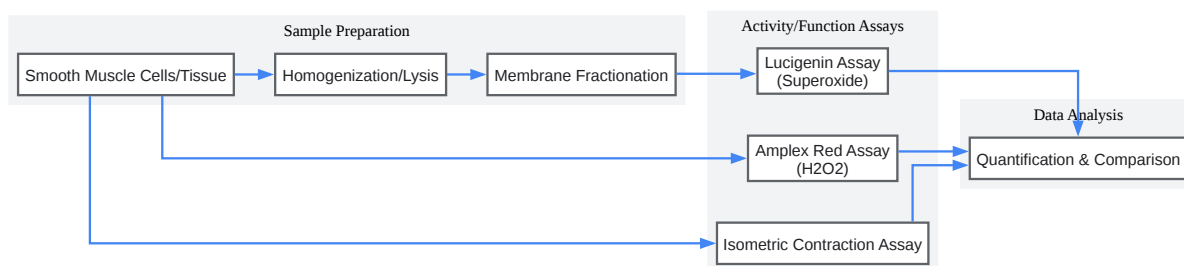 Sample Preparation
Smooth Muscle Cells/Tissue
Homogenization/Lysis
Membrane Fractionation
Activity/Function Assays
Lucigenin Assay
(Superoxide)
Amplex Red Assay
(H2O2)
Isometric Contraction Assay
Data Analysis
Quantification & Comparison